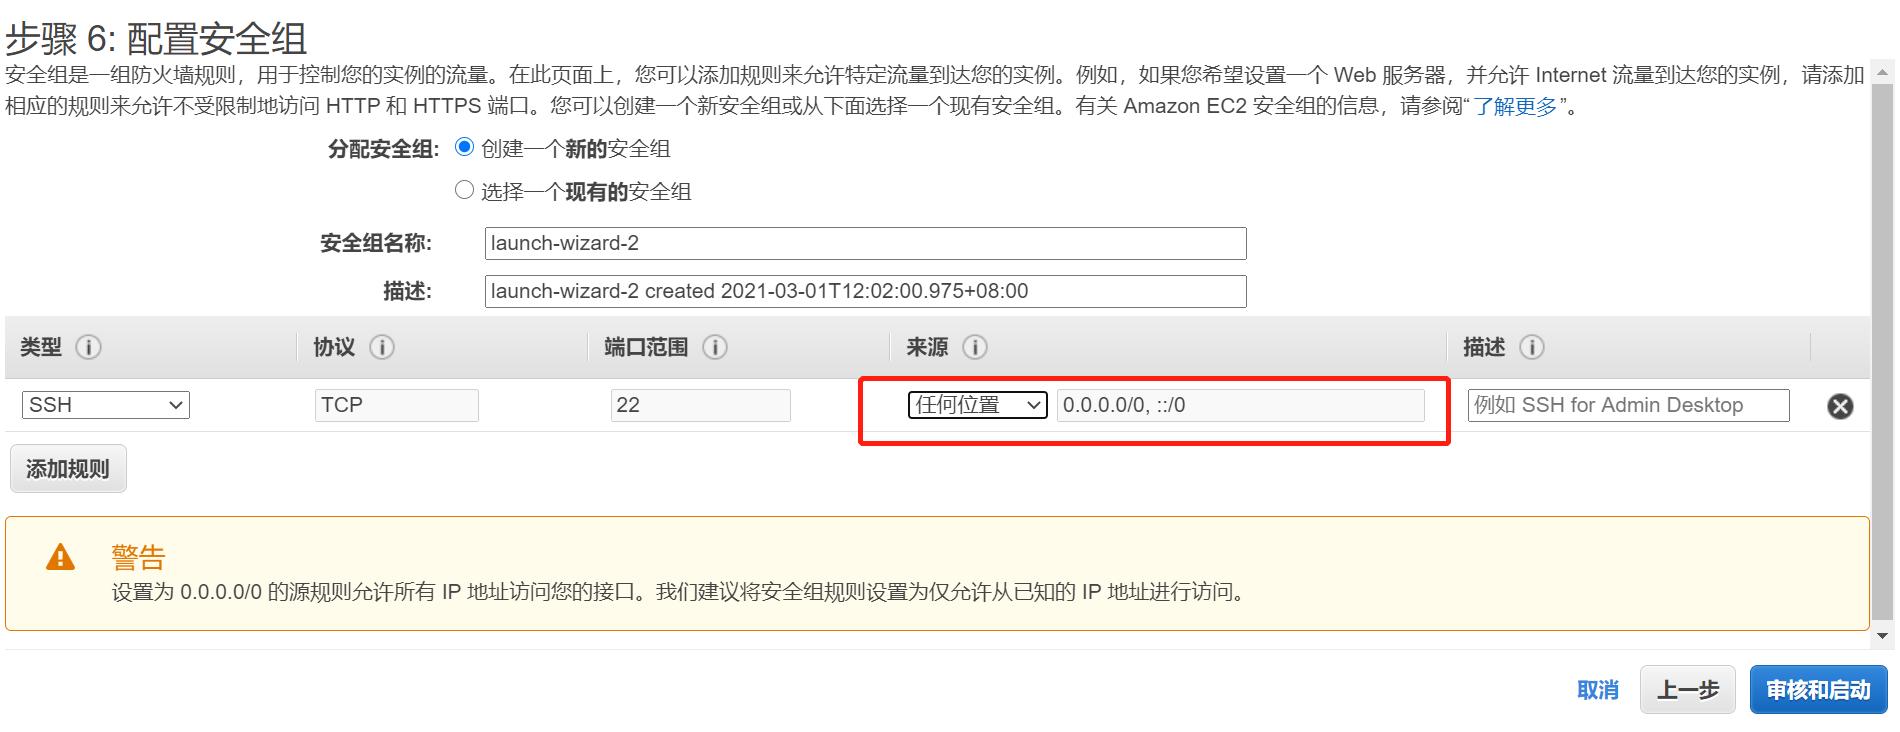 步骤 6: 配置安全组
安全组是一组防火墙规则，用于控制您的实例的流量。在此页面上，您可以添加规则来允许特定流量到达您的实例。例如，如果您希望设置一个 Web 服务器，并允许 Internet 流量到达您的实例，请添加
相应的规则来允许不受限制地访问 HTTP 和 HTTPS 端口。您可以创建一个新安全组或从下面选择一个现有安全组。有关 Amazon EC2 安全组的信息，请参阅“了解更多”。
分配安全组: 创建一个新的安全组
选择一个现有的安全组
安全组名称: launch-wizard-2
描述: launch-wizard-2 created 2021-03-01T12:02:00.975+08:00
类型 协议 端口范围 来源 描述
SSH TCP 22 任何位置 0.0.0.0/0, ::/0 例如 SSH for Admin Desktop
添加规则
警告
设置为 0.0.0.0/0 的源规则允许所有 IP 地址访问您的接口。我们建议将安全组规则设置为仅允许从已知的 IP 地址进行访问。
取消 上一步 审核和启动